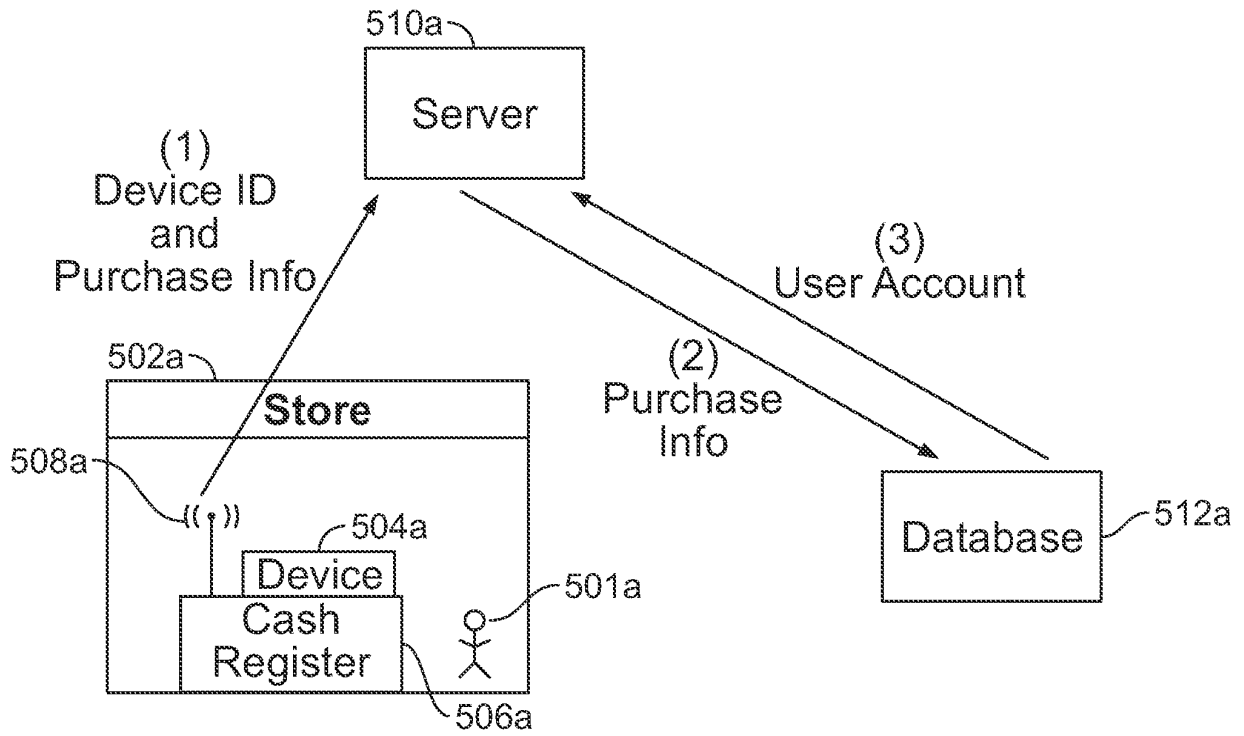 510a
Server
(1)
Device ID
and
Purchase Info
(3)
User Account
(2)
Purchase
Info
502a
Store
508a
((•))
504a
Device
Cash
Register
501a
506a
Database
512a